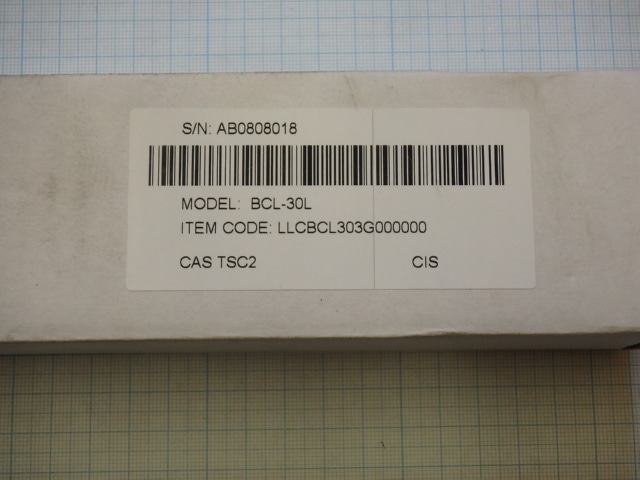 S/N: AB0808018
MODEL: BCL-30L
ITEM CODE: LLCBCL303G000000
CAS TSC2 CIS